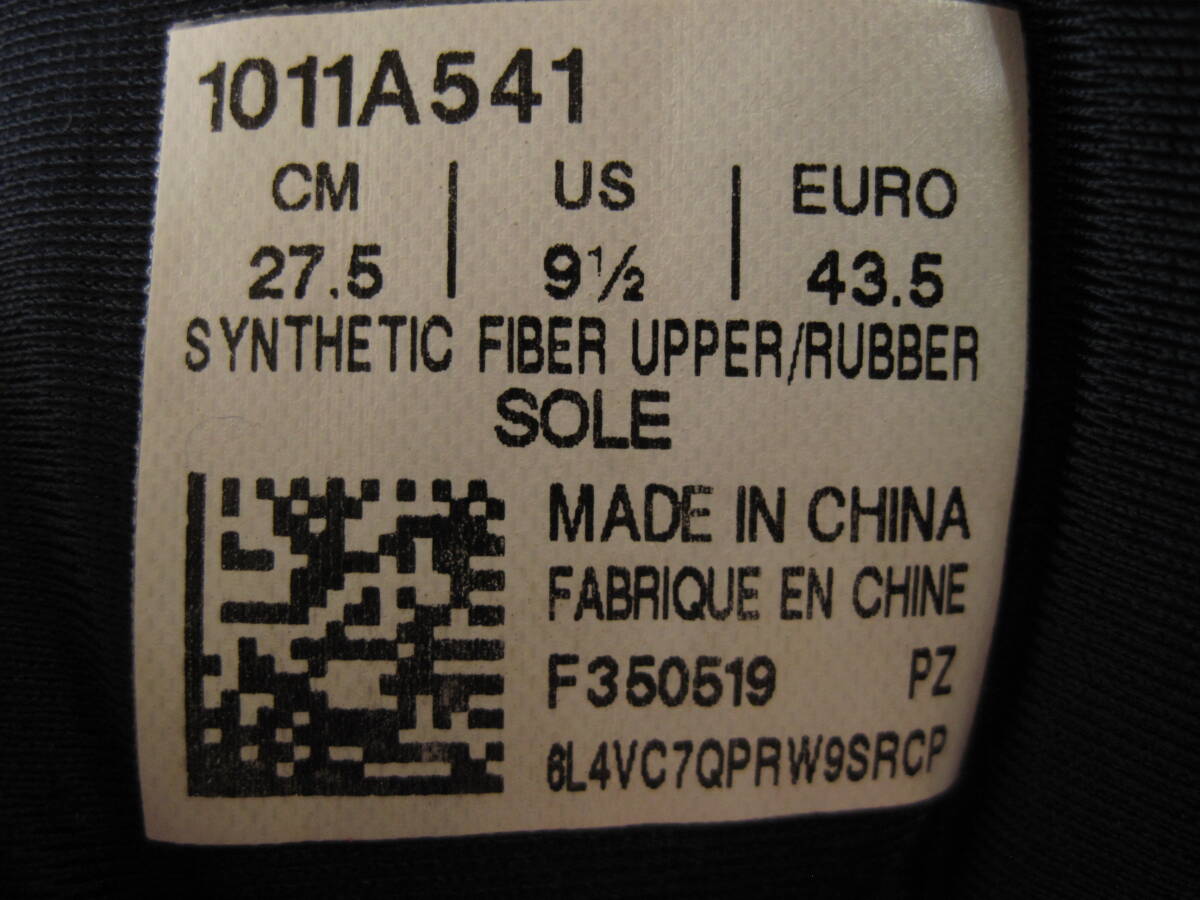 1011A541
CM | US | EURO
27.5 | 9½ | 43.5
SYNTHETIC FIBER UPPER/RUBBER
SOLE
MADE IN CHINA
FABRIQUE EN CHINE
F350519 PZ
6L4VC7QPRW9SRCP